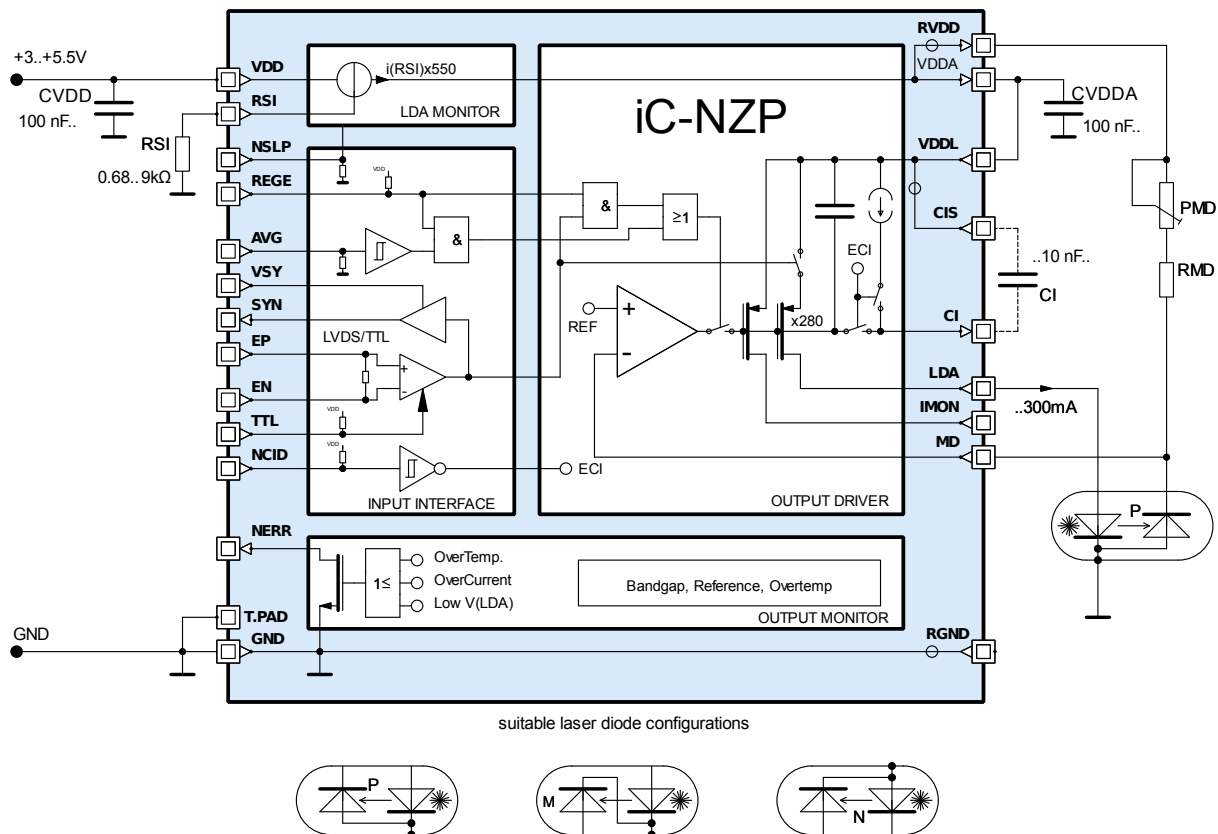 RVDD
+3..+5.5V
VDD
i(RSI)x550
VDDA
CVDD
100 nF..
RSI
LDA MONITOR
iC-NZP
CVDDA
100 nF..
RSI
0.68..9kΩ
NSLP
VDDL
REGE
VDD
&
≥1
&
CIS
PMD
AVG
ECI
..10 nF..
VSY
RMD
SYN
CI
REF
+
x280
CI
LVDS/TTL
EP
+
-
-
EN
LDA
..300mA
VDD
IMON
TTL
MD
VDD
NCID
ECI
INPUT INTERFACE
OUTPUT DRIVER
P
NERR
OverTemp.
1≤
OverCurrent
Bandgap, Reference, Overtemp
Low V(LDA)
T.PAD
OUTPUT MONITOR
GND
GND
RGND
suitable laser diode configurations
P
M
N